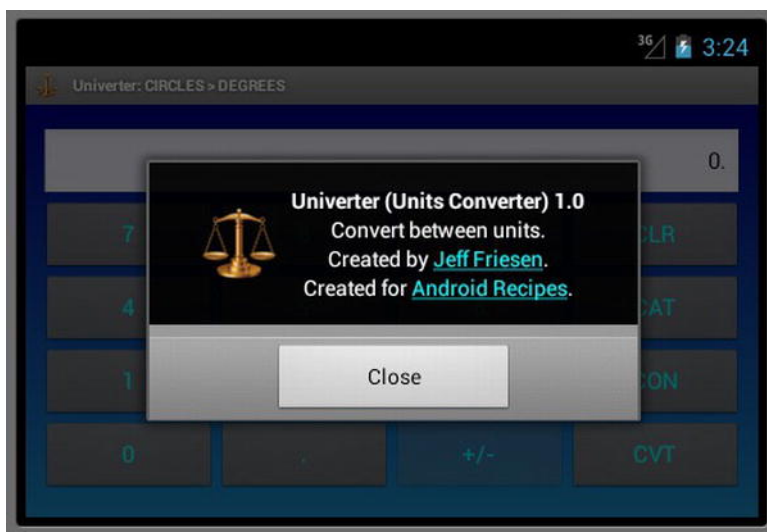 3G 3:24
Univerter: CIRCLES > DEGREES
0.
Univerter (Units Converter) 1.0
Convert between units.
Created by Jeff Friesen.
Created for Android Recipes.
7 CLR
4 CAT
1 CON
Close
0 . +/- CVT